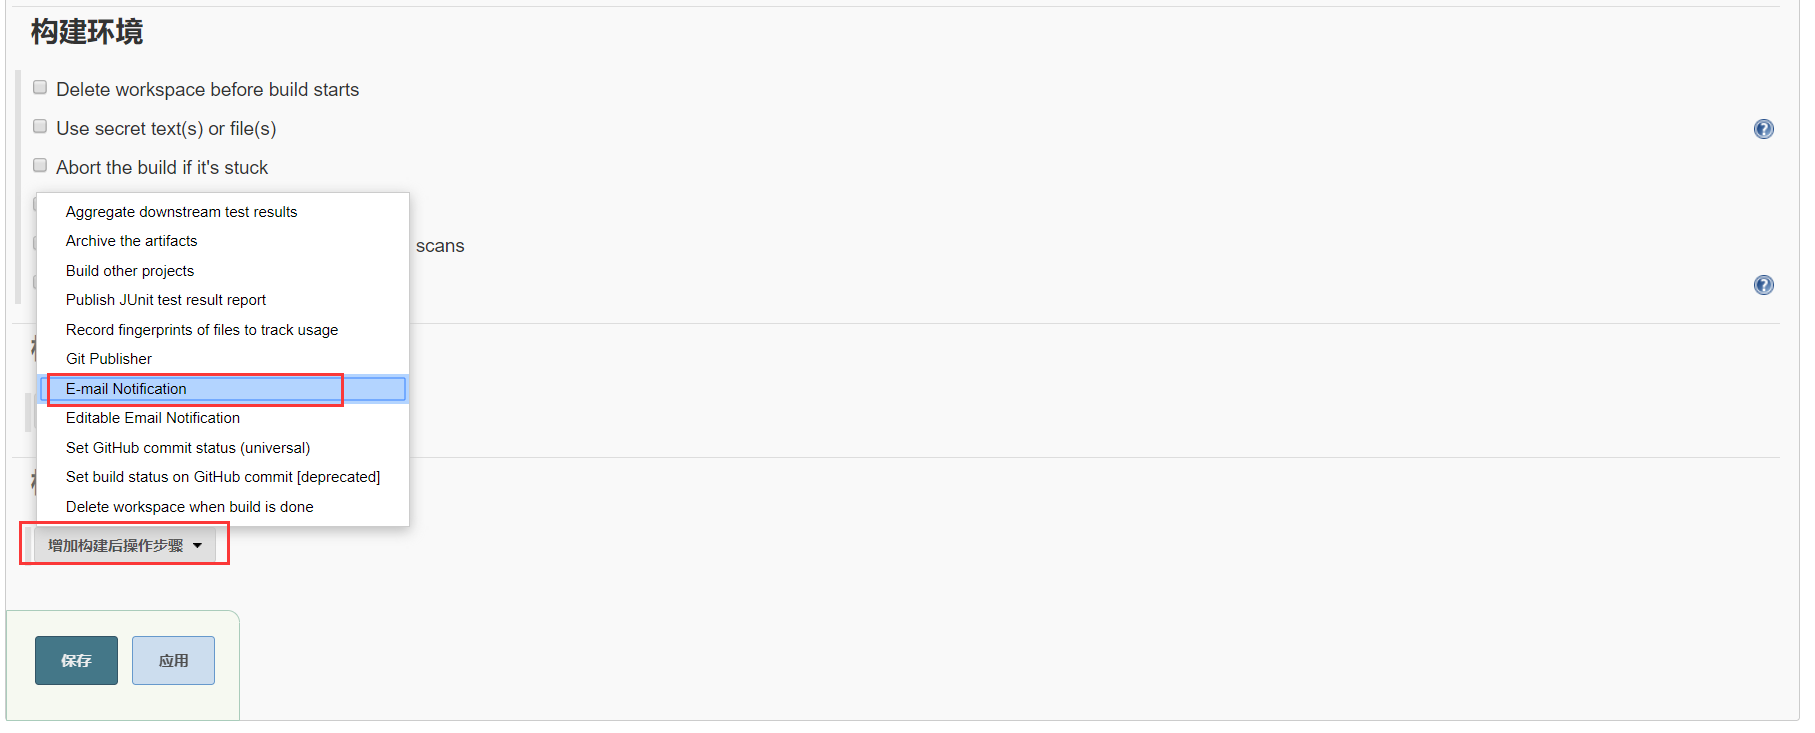 构建环境
Delete workspace before build starts
Use secret text(s) or file(s)
Abort the build if it's stuck
Aggregate downstream test results
Archive the artifacts
scans
Build other projects
Publish JUnit test result report
Record fingerprints of files to track usage
Git Publisher
E-mail Notification
Editable Email Notification
Set GitHub commit status (universal)
Set build status on GitHub commit [deprecated]
Delete workspace when build is done
增加构建后操作步骤
保存
应用